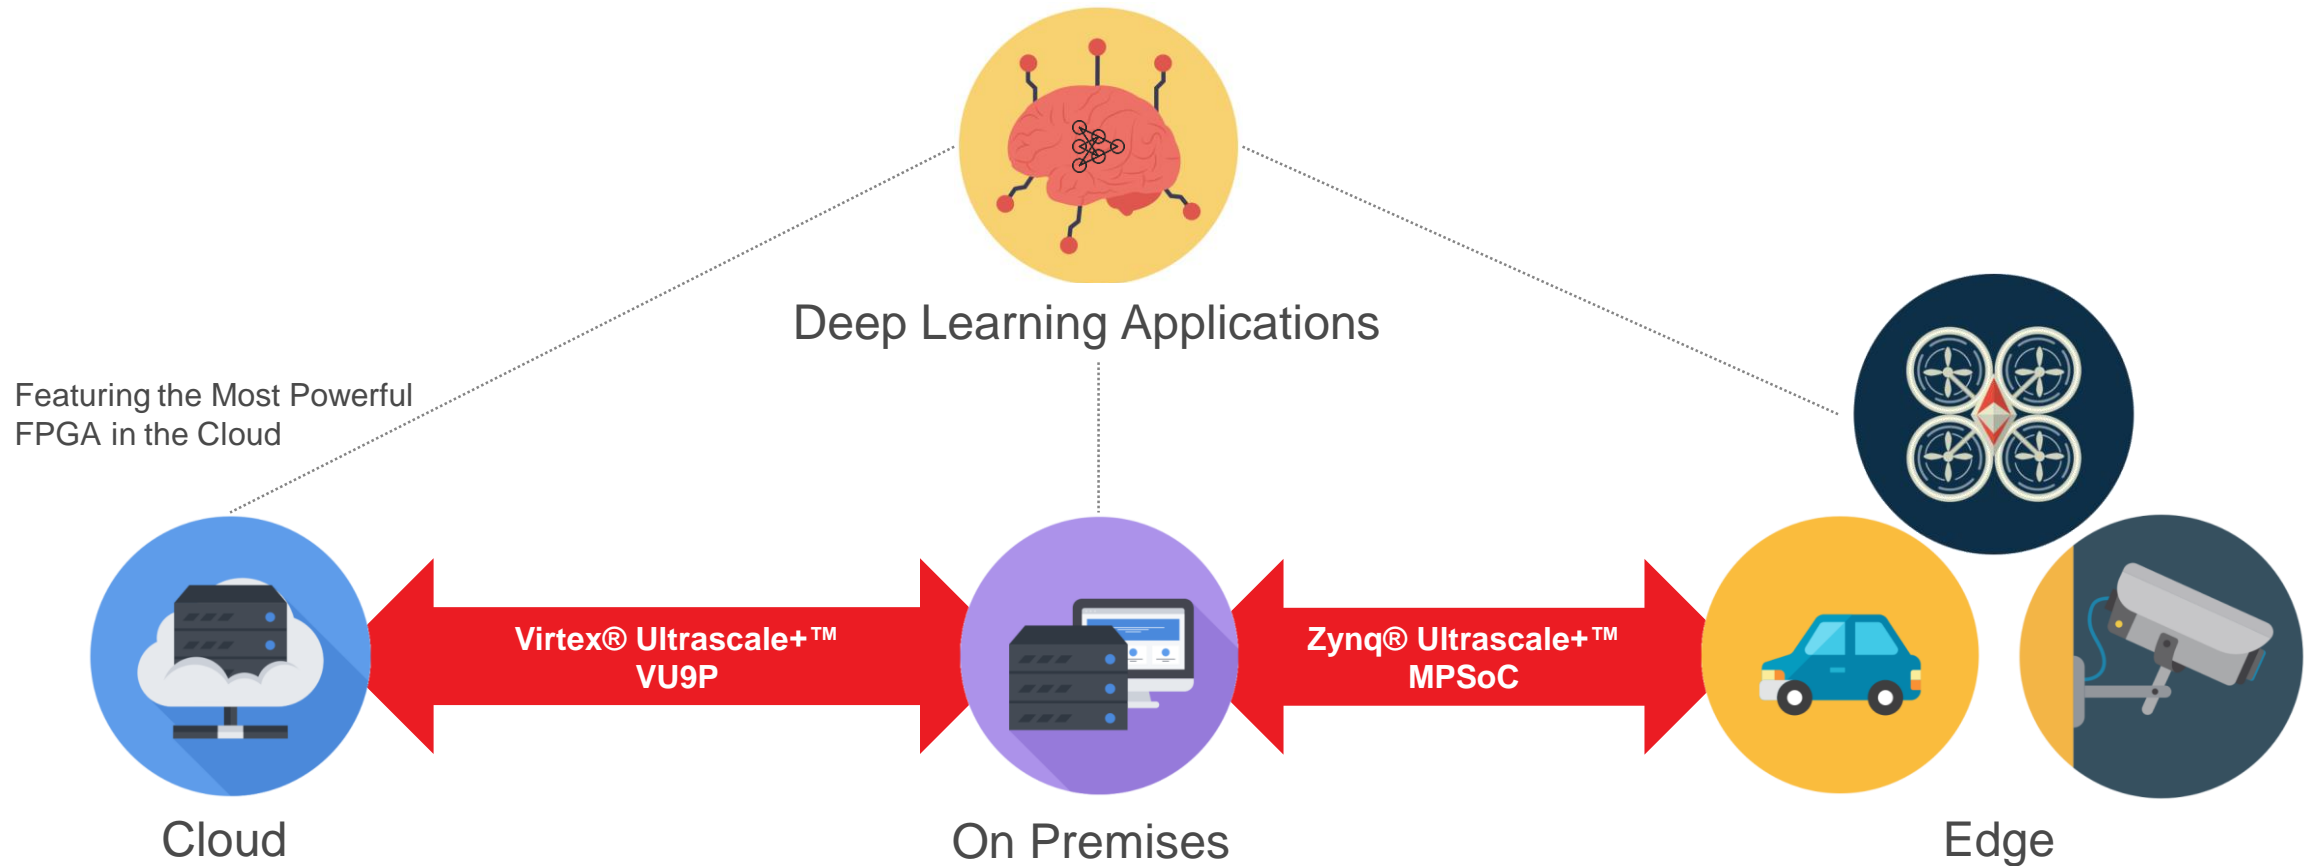 Deep Learning Applications
Featuring the Most Powerful
FPGA in the Cloud
Virtex® Ultrascale+™
VU9P
Zynq® Ultrascale+™
MPSoC
Cloud
On Premises
Edge